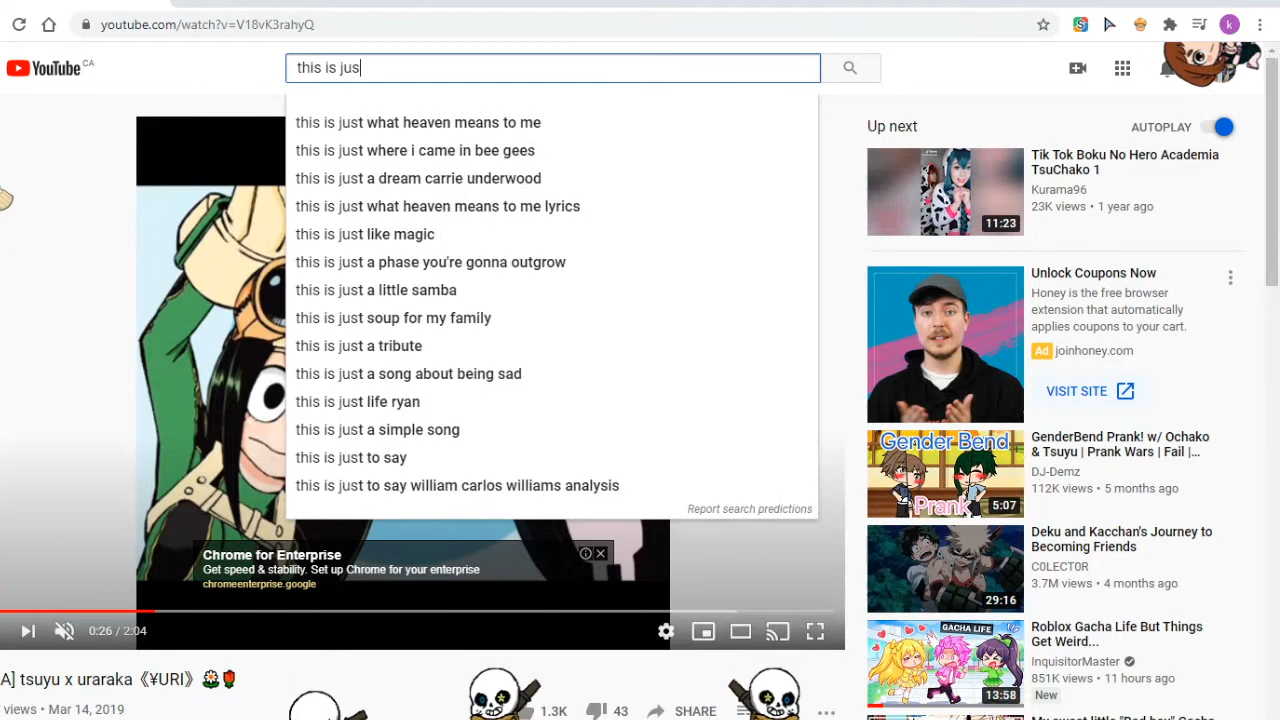 youtube.com/watch?v=V18vK3rahyQ
k
YouTube CA
this is jus
this is just what heaven means to me
this is just where i came in bee gees
this is just a dream carrie underwood
this is just what heaven means to me lyrics
this is just like magic
this is just a phase you're gonna outgrow
this is just a little samba
this is just soup for my family
this is just a tribute
this is just a song about being sad
this is just life ryan
this is just a simple song
this is just to say
this is just to say william carlos williams analysis
Report search predictions
Chrome for Enterprise
Get speed & stability. Set up Chrome for your enterprise
chromeenterprise.google
0:26 / 2:04
A] tsuyu x uraraka《¥URI》
views • Mar 14, 2019
1.3K
43
SHARE
Up next
AUTOPLAY
11:23
Tik Tok Boku No Hero Academia
TsuChako 1
Kurama96
23K views • 1 year ago
Unlock Coupons Now
Honey is the free browser
extension that automatically
applies coupons to your cart.
Ad joinhoney.com
VISIT SITE
Gender Bend
Prank!
5:07
GenderBend Prank! w/ Ochako
& Tsuyu | Prank Wars | Fail |...
DJ-Demz
112K views • 5 months ago
29:16
Deku and Kacchan's Journey to
Becoming Friends
C0LECT0R
3.7M views • 4 months ago
GACHA LIFE
13:58
Roblox Gacha Life But Things
Get Weird...
InquisitorMaster
851K views • 11 hours ago
New
My sweet little "Bad boy" Gacha